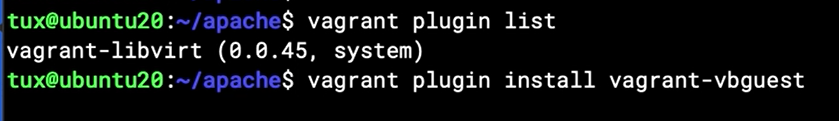 tux@ubuntu20:~/apache$ vagrant plugin list
vagrant-libvirt (0.0.45, system)
tux@ubuntu20:~/apache$ vagrant plugin install vagrant-vbguest